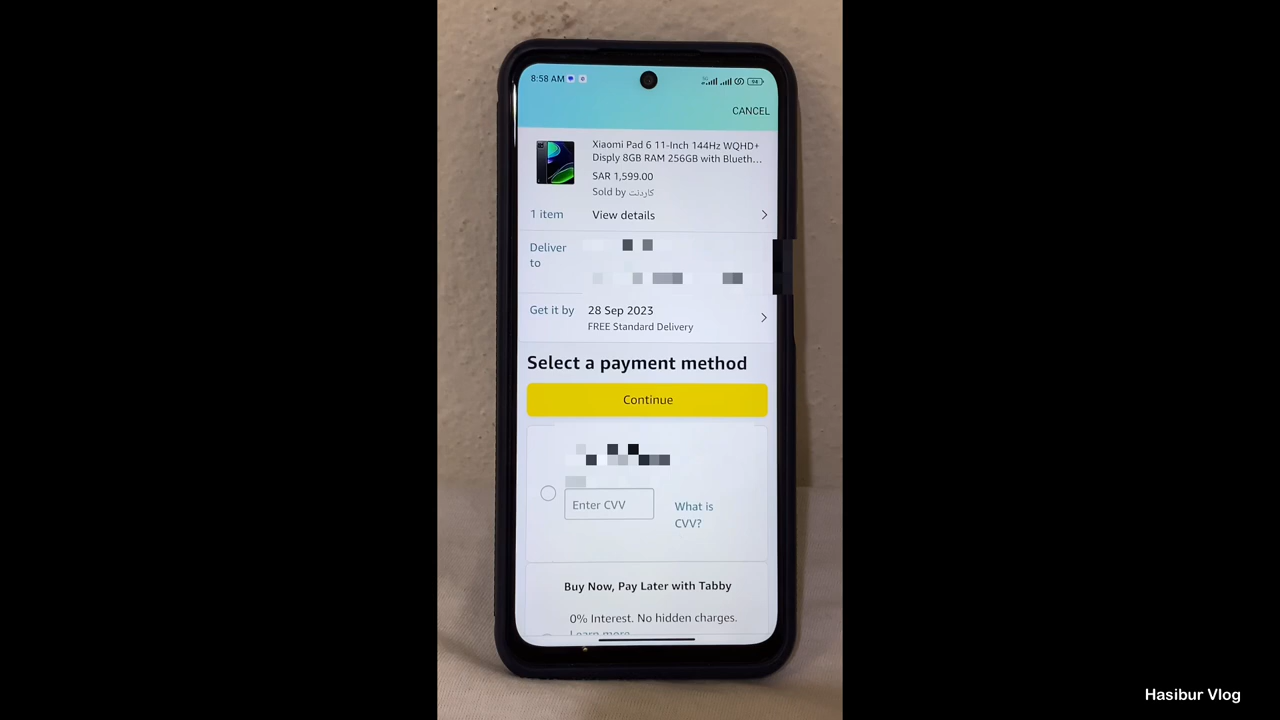 8:58 AM
CANCEL
Xiaomi Pad 6 11-Inch 144Hz WQHD+
Disply 8GB RAM 256GB with Blueth...
SAR 1,599.00
Sold by كاردنت
1 item View details
Deliver
to
Get it by 28 Sep 2023
FREE Standard Delivery
Select a payment method
Continue
Enter CVV
What is
CVV?
Buy Now, Pay Later with Tabby
0% Interest. No hidden charges.
Learn more
Hasibur Vlog